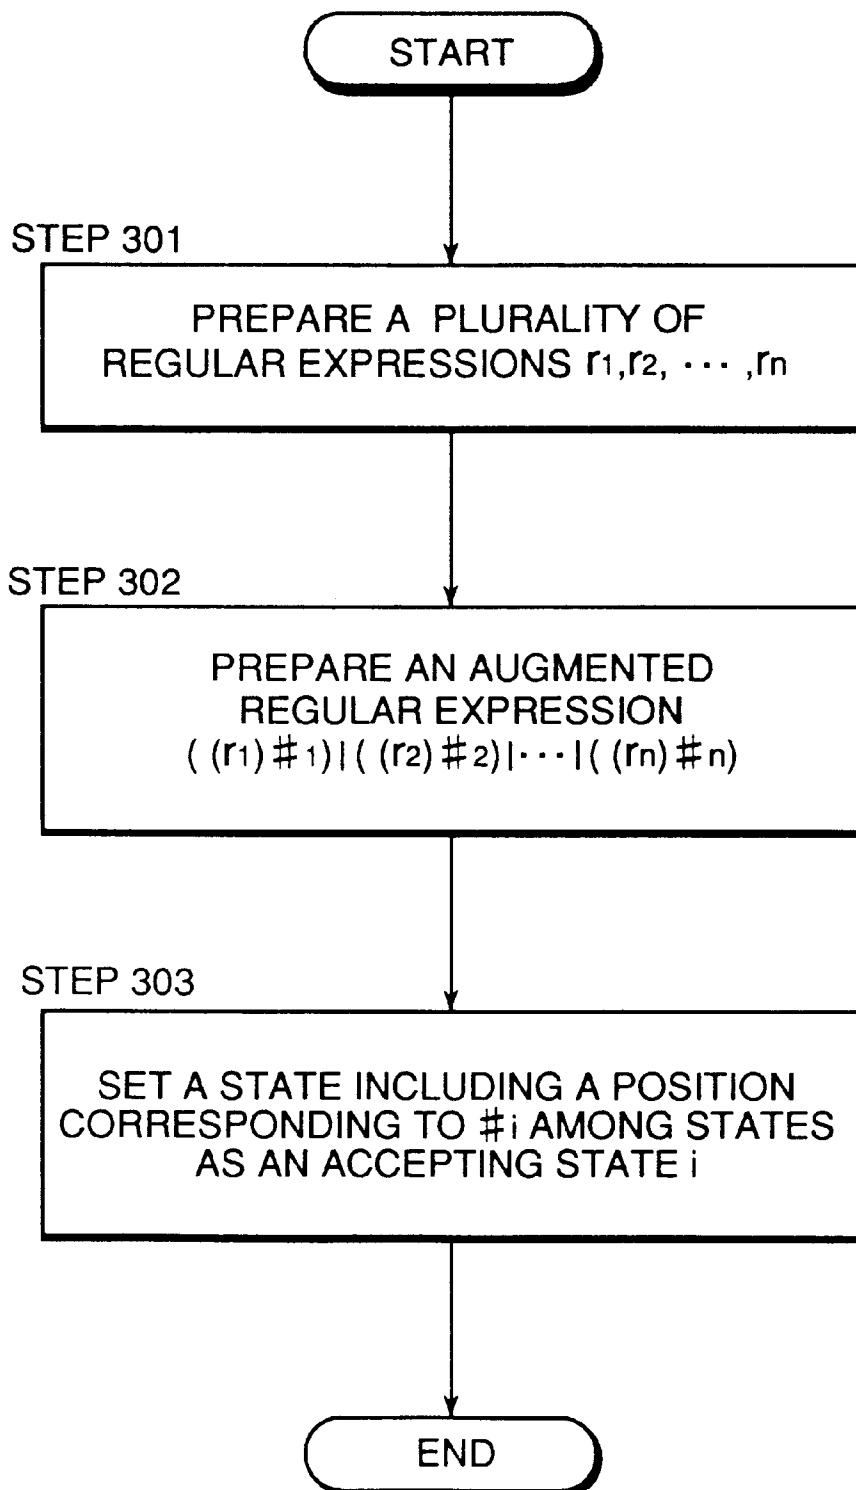 START
STEP 301
PREPARE A PLURALITY OF
REGULAR EXPRESSIONS r1,r2, ··· ,rn
STEP 302
PREPARE AN AUGMENTED
REGULAR EXPRESSION
( (r1) # 1) | ( (r2) # 2) | ··· | ( (rn) # n)
STEP 303
SET A STATE INCLUDING A POSITION
CORRESPONDING TO # i AMONG STATES
AS AN ACCEPTING STATE i
END